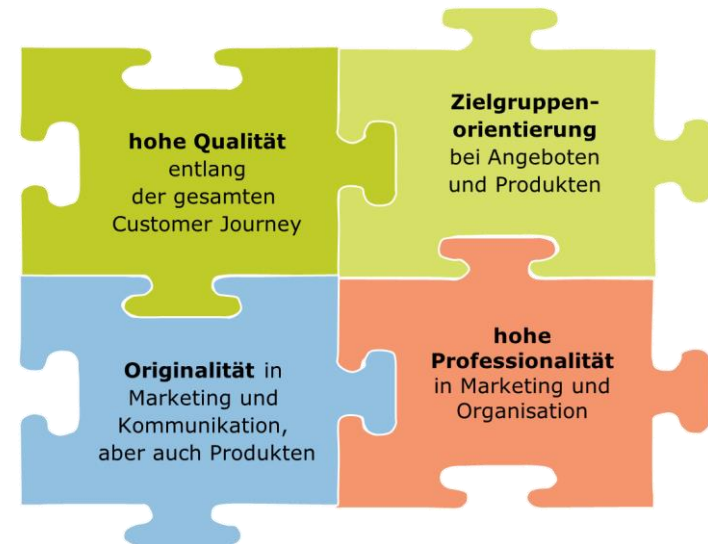 hohe Qualität
entlang
der gesamten
Customer Journey
Zielgruppen-
orientierung
bei Angeboten
und Produkten
Originalität in
Marketing und
Kommunikation,
aber auch Produkten
hohe
Professionalität
in Marketing und
Organisation